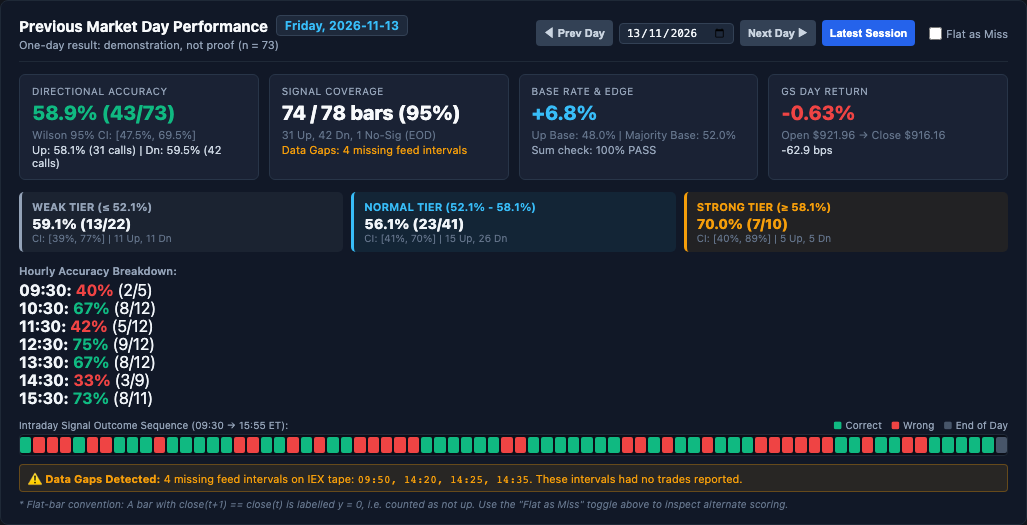 Previous Market Day Performance
Friday, 2026-11-13
One-day result: demonstration, not proof (n = 73)
◀ Prev Day
13/11/2026
Next Day ▶
Latest Session
Flat as Miss
DIRECTIONAL ACCURACY
58.9% (43/73)
Wilson 95% CI: [47.5%, 69.5%]
Up: 58.1% (31 calls) | Dn: 59.5% (42
calls)
SIGNAL COVERAGE
74 / 78 bars (95%)
31 Up, 42 Dn, 1 No-Sig (EOD)
Data Gaps: 4 missing feed intervals
BASE RATE & EDGE
+6.8%
Up Base: 48.0% | Majority Base: 52.0%
Sum check: 100% PASS
GS DAY RETURN
-0.63%
Open $921.96 → Close $916.16
-62.9 bps
WEAK TIER (≤ 52.1%)
59.1% (13/22)
CI: [39%, 77%] | 11 Up, 11 Dn
NORMAL TIER (52.1% - 58.1%)
56.1% (23/41)
CI: [41%, 70%] | 15 Up, 26 Dn
STRONG TIER (≥ 58.1%)
70.0% (7/10)
CI: [40%, 89%] | 5 Up, 5 Dn
Hourly Accuracy Breakdown:
09:30: 40% (2/5)
10:30: 67% (8/12)
11:30: 42% (5/12)
12:30: 75% (9/12)
13:30: 67% (8/12)
14:30: 33% (3/9)
15:30: 73% (8/11)
Intraday Signal Outcome Sequence (09:30 → 15:55 ET):
Correct
Wrong
End of Day
⚠️ Data Gaps Detected: 4 missing feed intervals on IEX tape: 09:50, 14:20, 14:25, 14:35. These intervals had no trades reported.
* Flat-bar convention: A bar with close(t+1) == close(t) is labelled y = 0, i.e. counted as not up. Use the "Flat as Miss" toggle above to inspect alternate scoring.